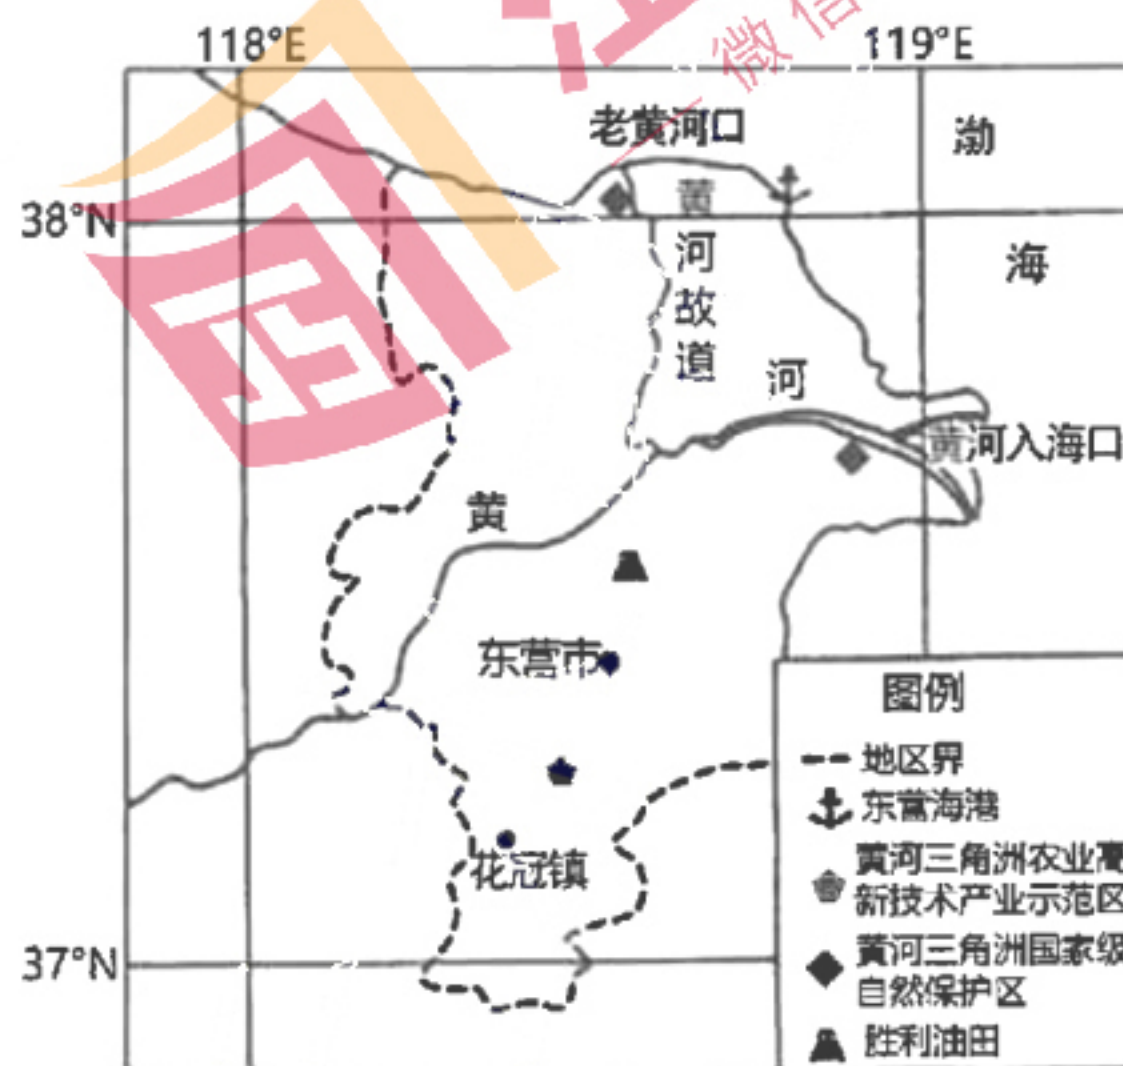 118°E
119°E
微信
老黄河口
渤
海
38°N
黄
河
故
道
河
黄河入海口
黄
东营市
花冠镇
37°N
图例
地区界
东营海港
黄河三角洲农业高
新技术产业示范区
黄河三角洲国家级
自然保护区
胜利油田